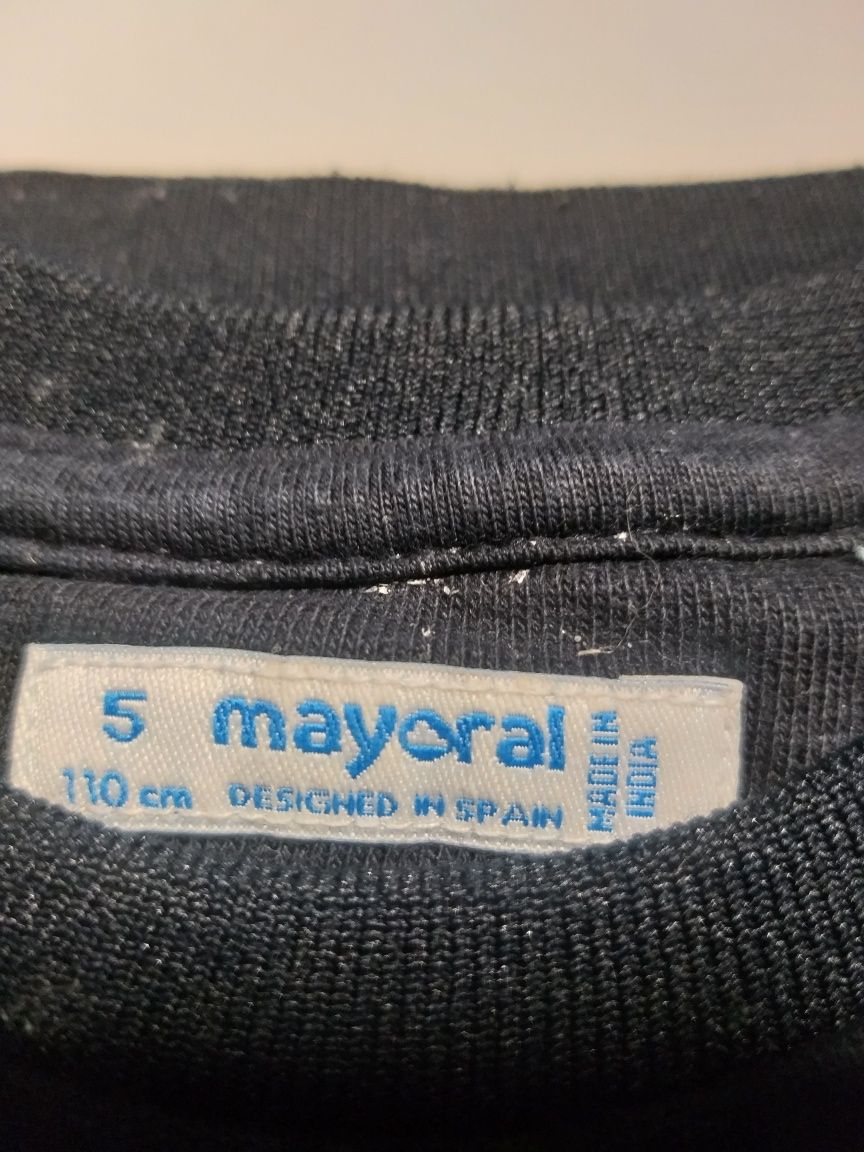 5 mayoral
110 cm DESIGNED IN SPAIN
MADE IN
INDIA